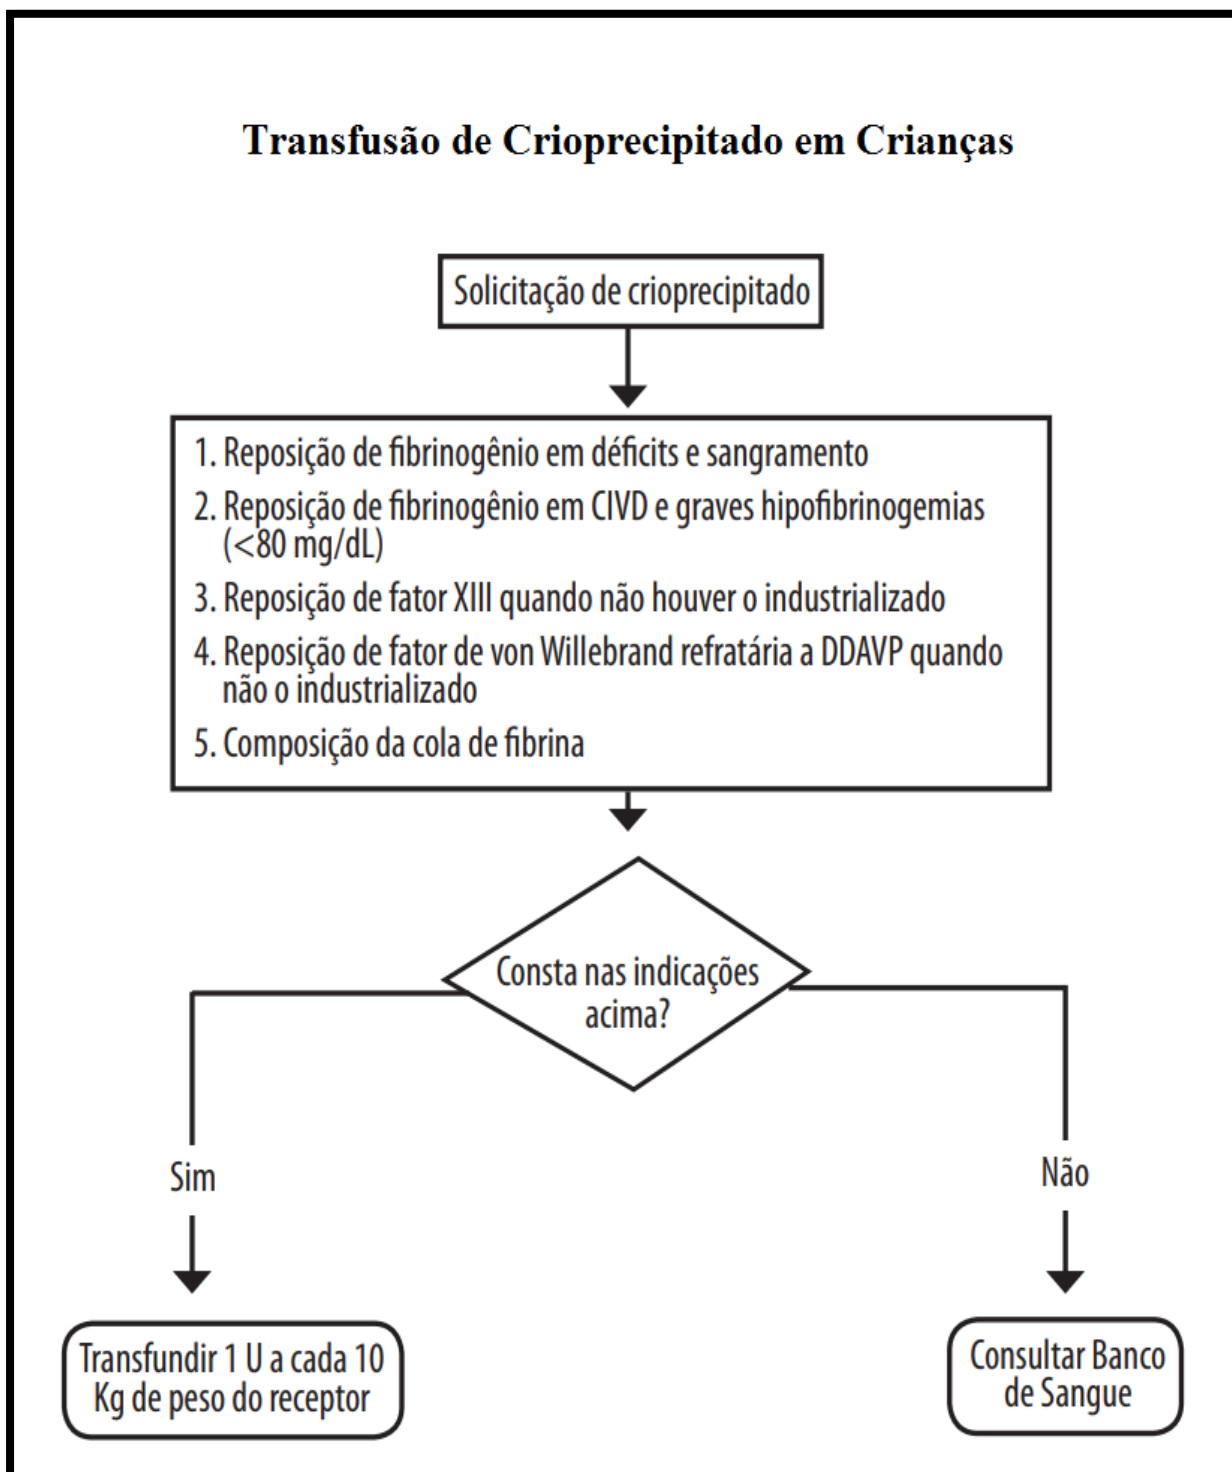 Transfusão de Crioprecipitado em Crianças
Solicitação de crioprecipitado
1. Reposição de fibrinogênio em déficits e sangramento
2. Reposição de fibrinogênio em CIVD e graves hipofibrinogemias
(<80 mg/dL)
3. Reposição de fator XIII quando não houver o industrializado
4. Reposição de fator de von Willebrand refratária a DDAVP quando
não o industrializado
5. Composição da cola de fibrina
Consta nas indicações
acima?
Sim
Não
Transfundir 1 U a cada 10
Kg de peso do receptor
Consultar Banco
de Sangue